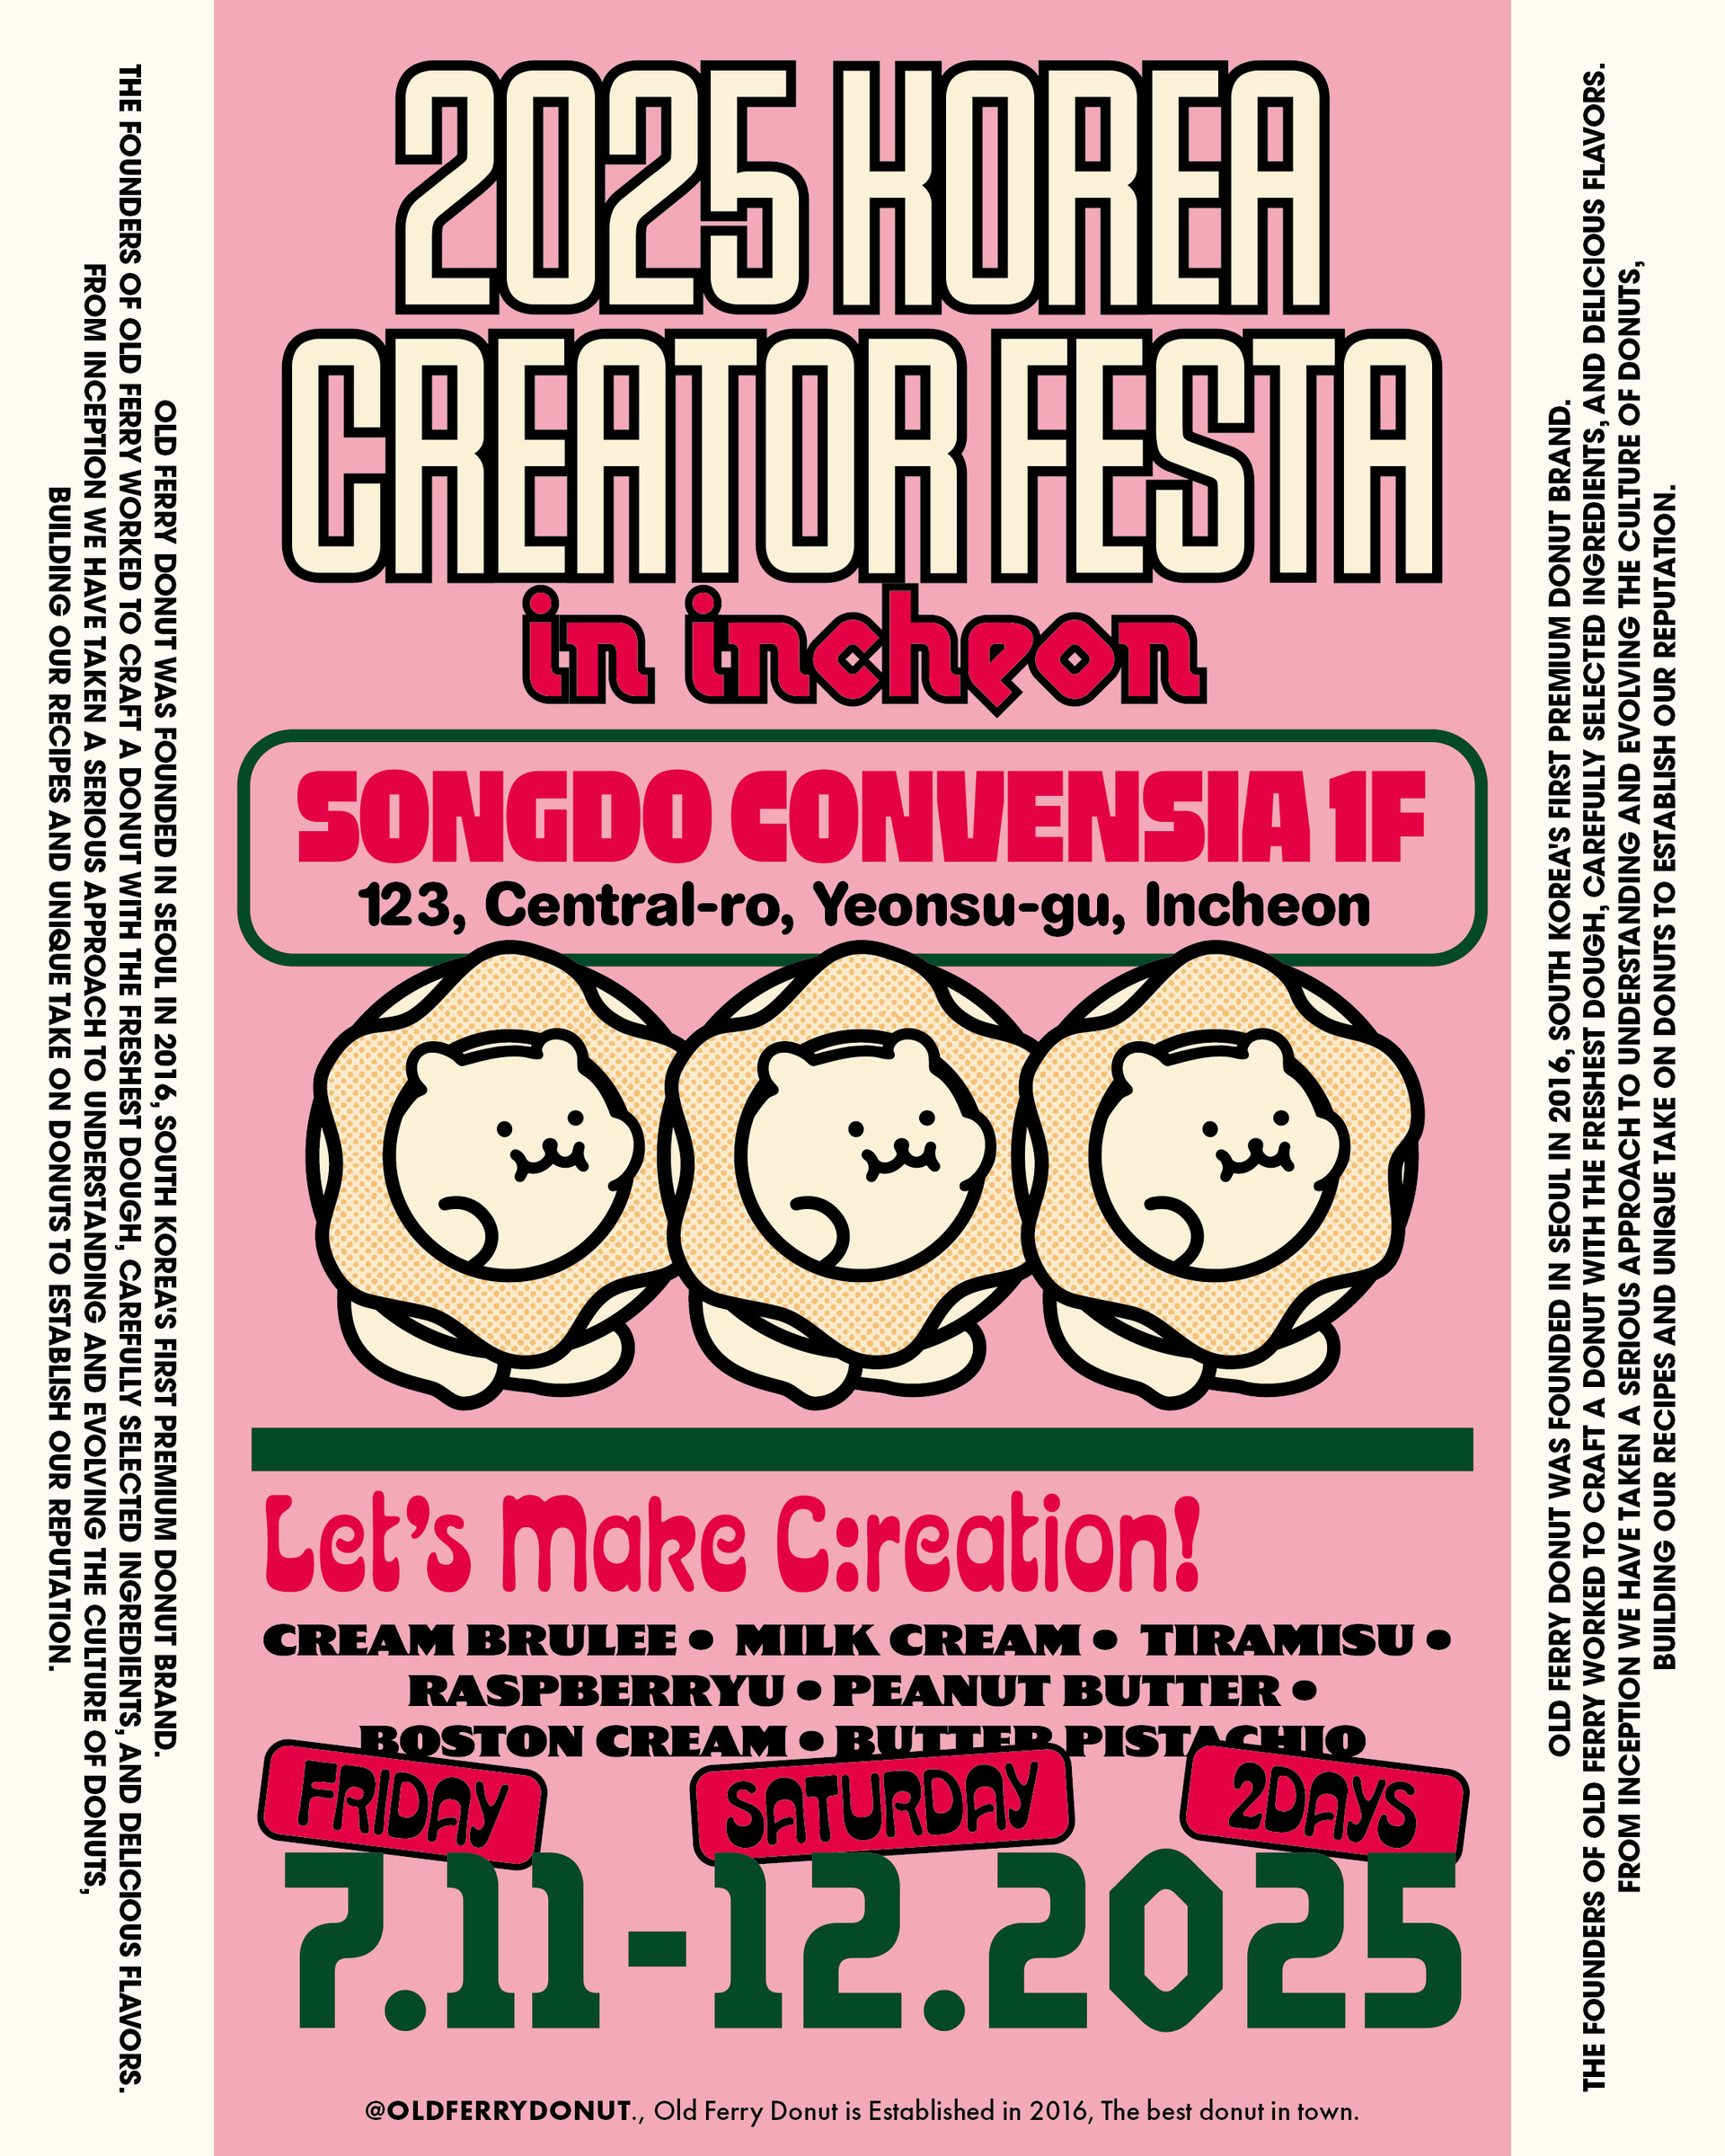 2025 KOREA
CREATOR FESTA
in incheon
SONGDO CONVENSIA 1F
123, Central-ro, Yeonsu-gu, Incheon
Let's Make C:reation!
CREAM BRULEE • MILK CREAM • TIRAMISU •
RASPBERRYU • PEANUT BUTTER •
BOSTON CREAM • BUTTER PISTACHIO
FRIDAY
SATURDAY
2DAYS
7.11-12.2025
@OLDFERRYDONUT., Old Ferry Donut is Established in 2016, The best donut in town.
OLD FERRY DONUT WAS FOUNDED IN SEOUL IN 2016, SOUTH KOREA'S FIRST PREMIUM DONUT BRAND.
THE FOUNDERS OF OLD FERRY WORKED TO CRAFT A DONUT WITH THE FRESHEST DOUGH, CAREFULLY SELECTED INGREDIENTS, AND DELICIOUS FLAVORS.
FROM INCEPTION WE HAVE TAKEN A SERIOUS APPROACH TO UNDERSTANDING AND EVOLVING THE CULTURE OF DONUTS,
BUILDING OUR RECIPES AND UNIQUE TAKE ON DONUTS TO ESTABLISH OUR REPUTATION.
OLD FERRY DONUT WAS FOUNDED IN SEOUL IN 2016, SOUTH KOREA'S FIRST PREMIUM DONUT BRAND.
THE FOUNDERS OF OLD FERRY WORKED TO CRAFT A DONUT WITH THE FRESHEST DOUGH, CAREFULLY SELECTED INGREDIENTS, AND DELICIOUS FLAVORS.
FROM INCEPTION WE HAVE TAKEN A SERIOUS APPROACH TO UNDERSTANDING AND EVOLVING THE CULTURE OF DONUTS,
BUILDING OUR RECIPES AND UNIQUE TAKE ON DONUTS TO ESTABLISH OUR REPUTATION.